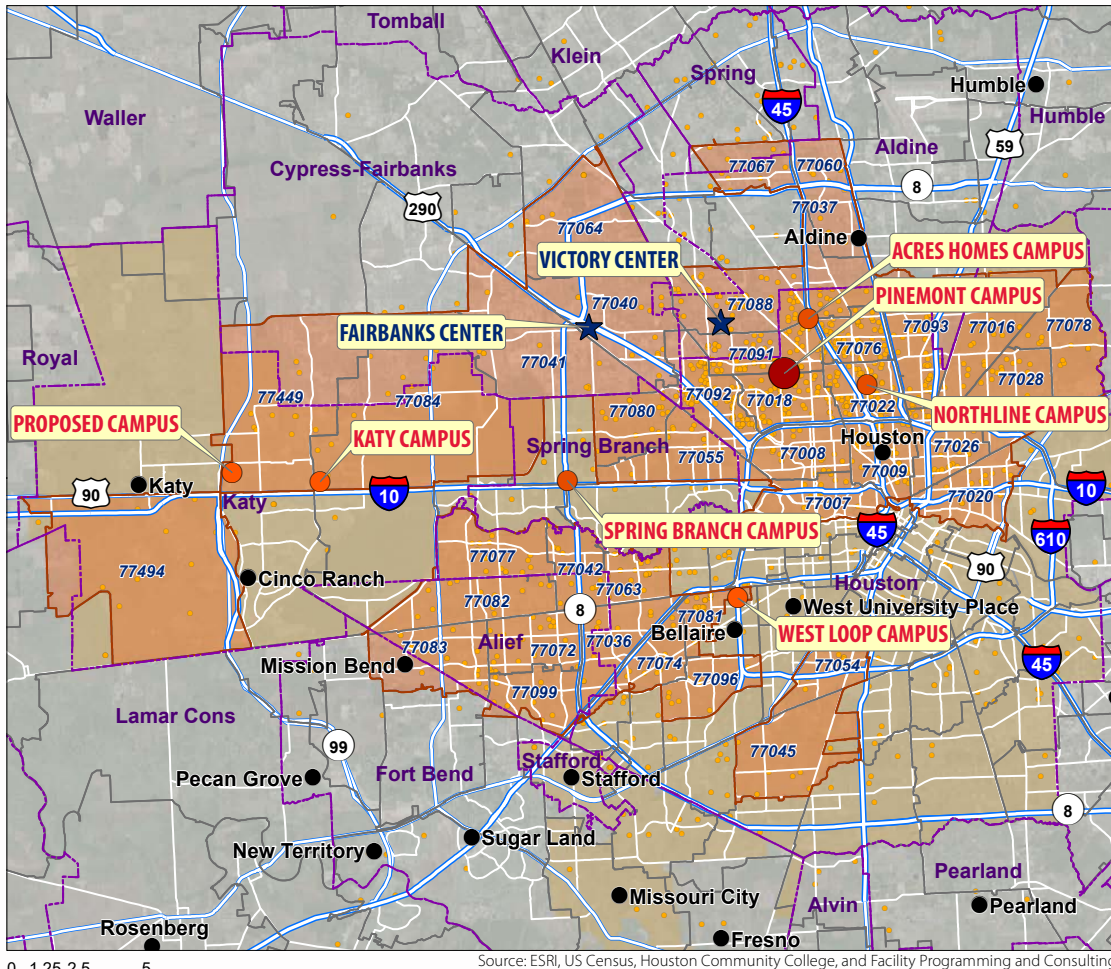 Tomball
Klein
Spring
Humble
Humble
45
Waller
Aldine
59
Cypress-Fairbanks
77067
77060
8
290
77037
77064
Aldine
ACRES HOMES CAMPUS
VICTORY CENTER
PINEMONT CAMPUS
77040
77088
FAIRBANKS CENTER
77093
77016
77078
77041
77091
77076
Royal
77028
77449
77084
77092
77018
77022
NORTHLINE CAMPUS
PROPOSED CAMPUS
77080
KATY CAMPUS
Spring Branch
Houston
77055
77008
77026
77009
90
Katy
Katy
10
77020
10
77007
SPRING BRANCH CAMPUS
45
610
77077
77042
90
77494
Cinco Ranch
77063
Houston
77082
8
West University Place
77081
Alief
77036
Bellaire
WEST LOOP CAMPUS
77083
77072
77054
45
Mission Bend
77074
77096
77099
Lamar Cons
99
77045
Pecan Grove
Fort Bend
Stafford
Stafford
8
Sugar Land
New Territory
Pearland
Missouri City
Alvin
Pearland
Rosenberg
Fresno
0 1.25 2.5 5
Source: ESRI, US Census, Houston Community College, and Facility Programming and Consulting